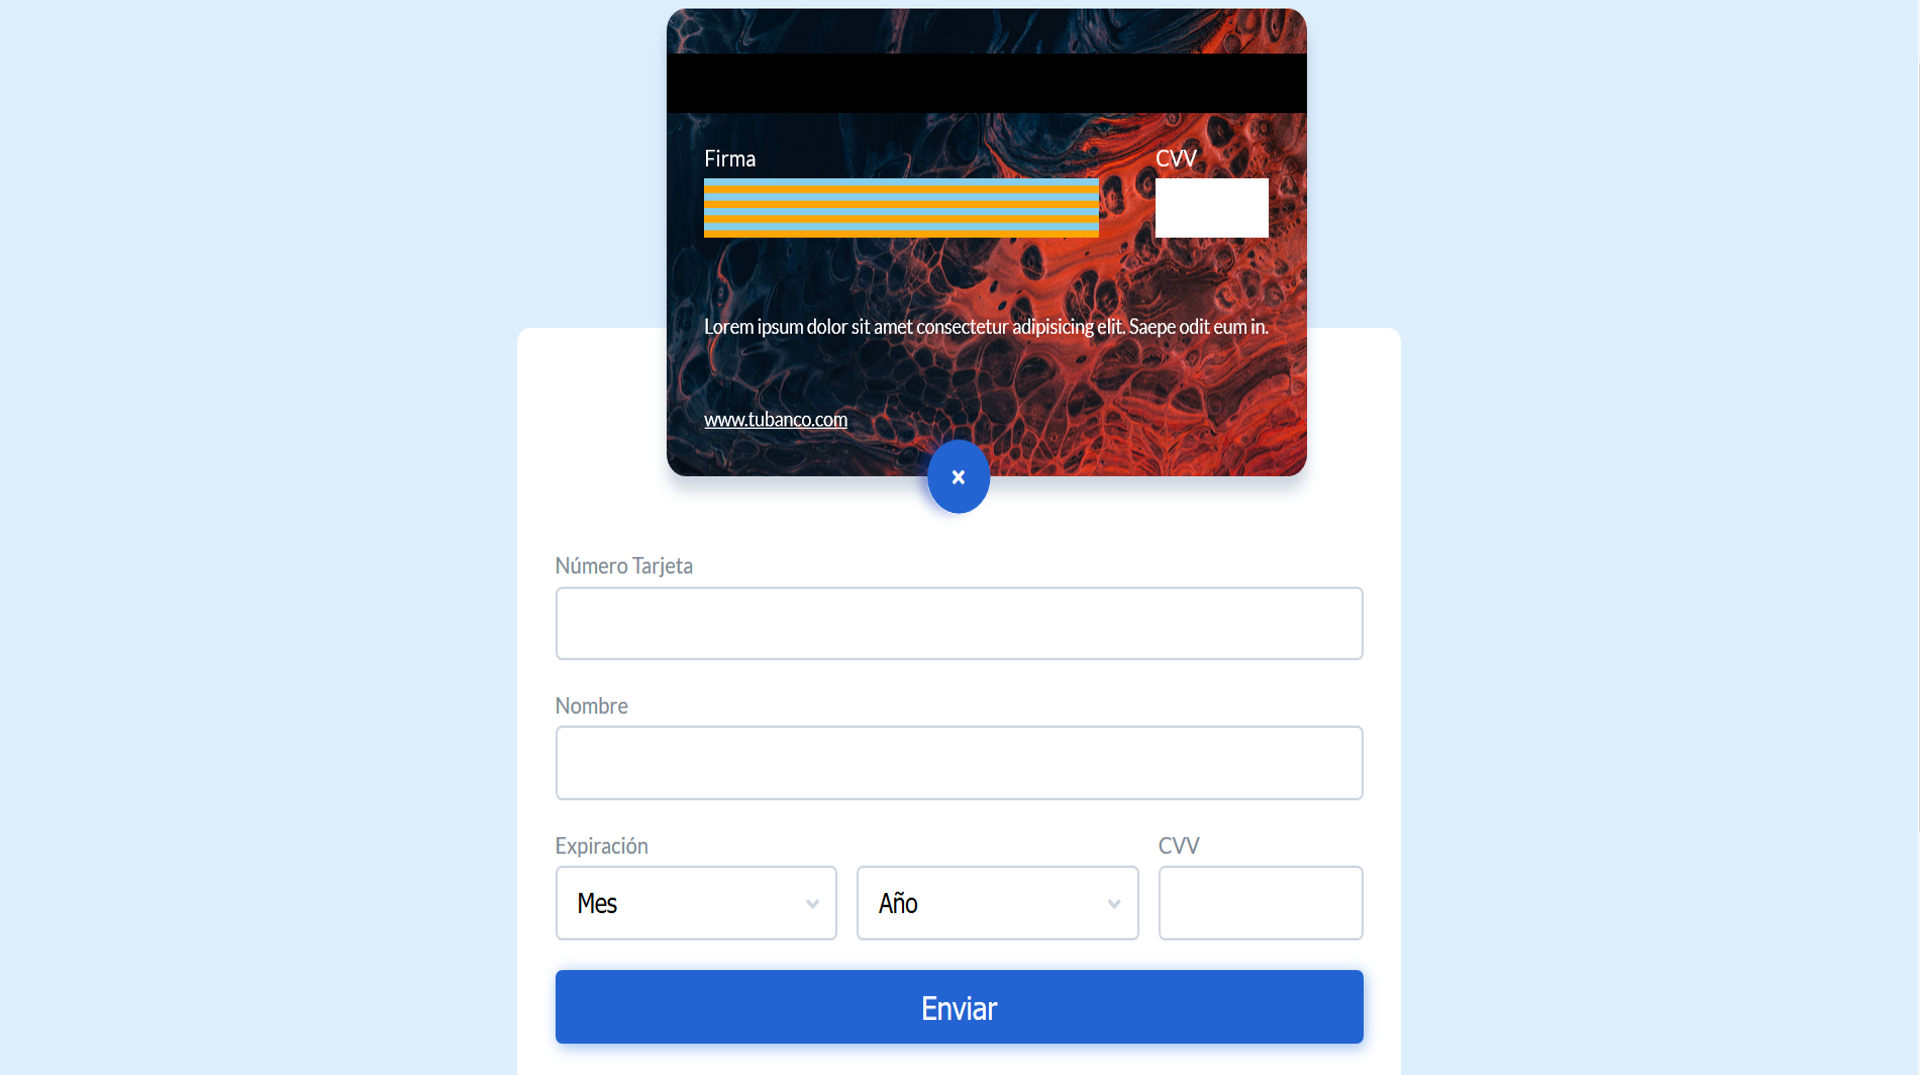 Firma
CVV
Lorem ipsum dolor sit amet consectetur adipisicing elit. Saepe odit eum in.
www.tubanco.com
×
Número Tarjeta
Nombre
Expiración
CVV
Mes
Año
Enviar